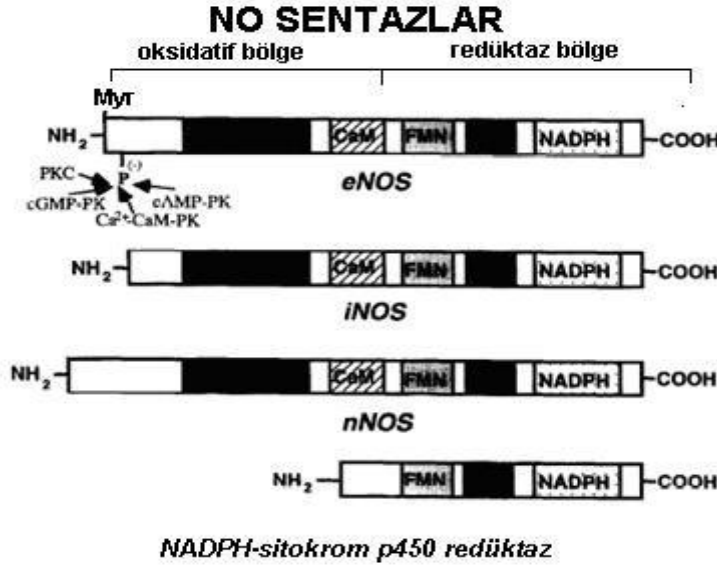 NO SENTAZLAR
oksidatif bölge redüktaz bölge
Myr
NH2 CaM FMN NADPH COOH
P (-)
PKC
cGMP-PK cAMP-PK
Ca2+-CaM-PK
eNOS
NH2 CaM FMN NADPH COOH
iNOS
NH2 CaM FMN NADPH COOH
nNOS
NH2 FMN NADPH COOH
NADPH-sitokrom p450 redüktaz